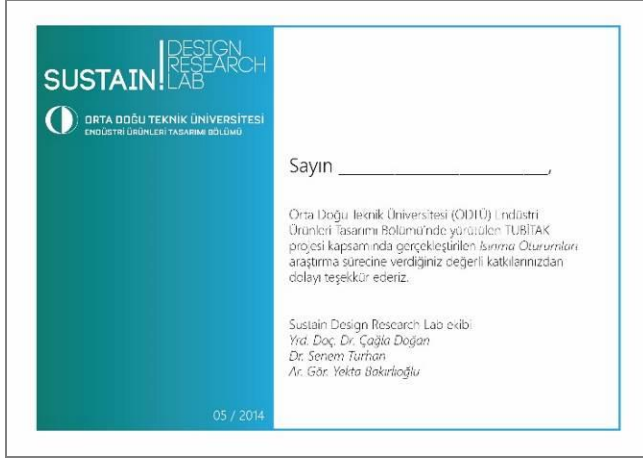 SUSTAIN! DESIGN
RESEARCH
LAB
ORTA DOĞU TEKNİK ÜNİVERSİTESİ
ENDÜSTRİ ÜRÜNLERİ TASARIMI BÖLÜMÜ
Sayın ______________________,
Orta Doğu Teknik Üniversitesi (ODTÜ) Endüstri
Ürünleri Tasarımı Bölümü'nde yürütülen TUBİTAK
projesi kapsamında gerçekleştirilen Isınma Oturumları
araştırma sürecine verdiğiniz değerli katkılarınızdan
dolayı teşekkür ederiz.
Sustain Design Research Lab ekibi
Yrd. Doç. Dr. Çağla Doğan
Dr. Senem Turhan
Ar. Gör. Yekta Bakırlıoğlu
05 / 2014